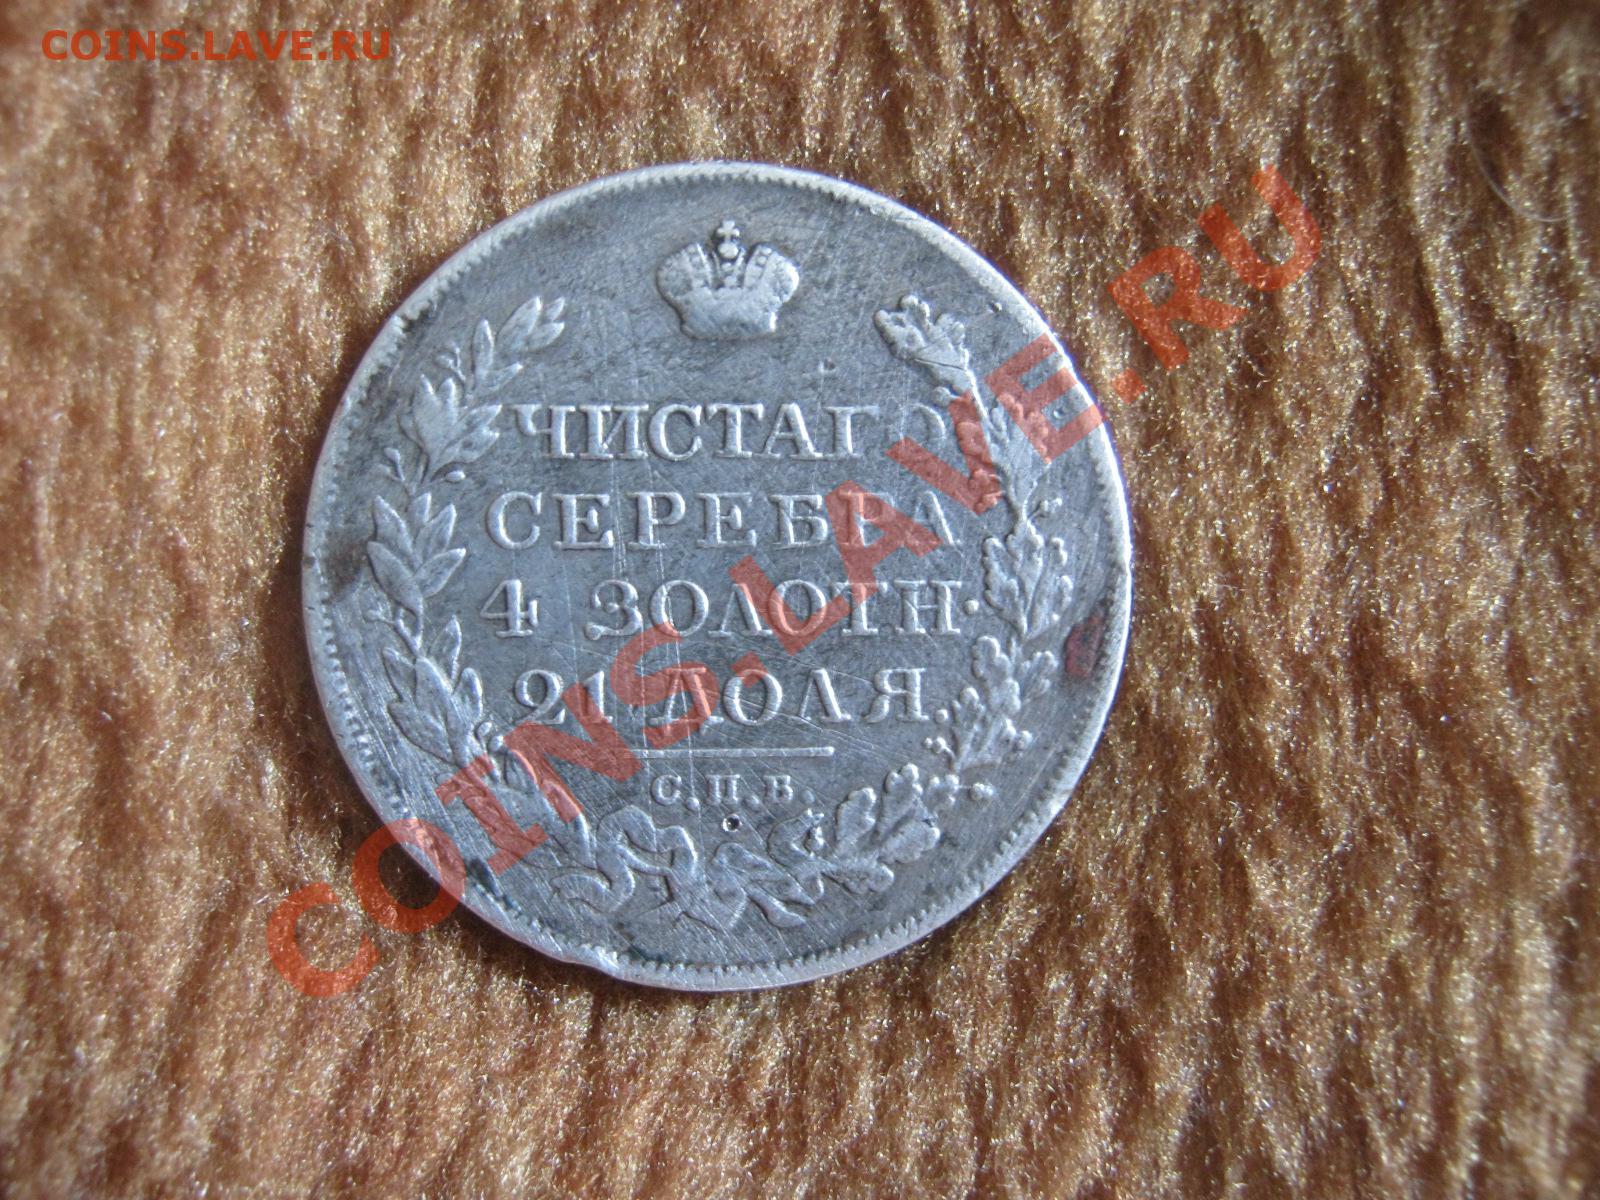 COINS.LAVE.RU
ЧИСТАГО
СЕРЕБРА
4 ЗОЛОТН.
21 ДОЛЯ.
С.П.Б.
COINS.LAVE.RU